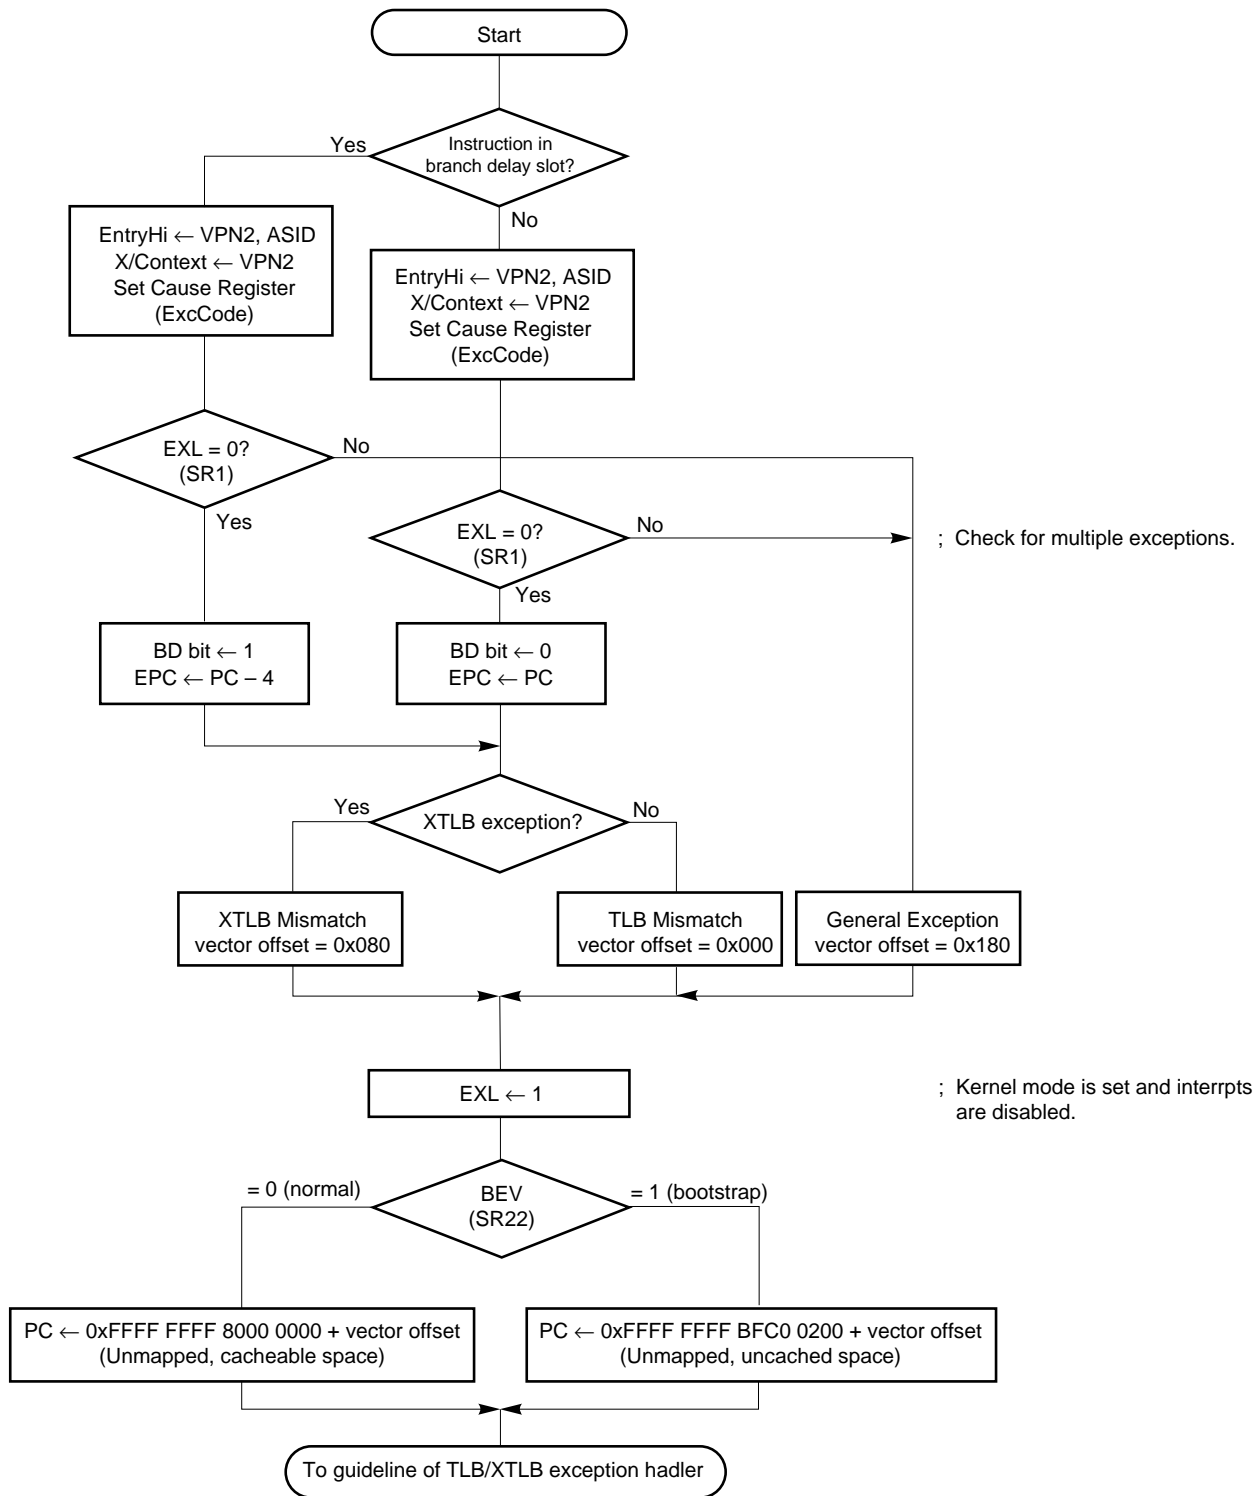 Start
Instruction in
branch delay slot?
Yes
No
EntryHi ← VPN2, ASID
X/Context ← VPN2
Set Cause Register
(ExcCode)
EntryHi ← VPN2, ASID
X/Context ← VPN2
Set Cause Register
(ExcCode)
EXL = 0?
(SR1)
No
Yes
EXL = 0?
(SR1)
No
Yes
; Check for multiple exceptions.
BD bit ← 1
EPC ← PC – 4
BD bit ← 0
EPC ← PC
Yes
XTLB exception?
No
XTLB Mismatch
vector offset = 0x080
TLB Mismatch
vector offset = 0x000
General Exception
vector offset = 0x180
EXL ← 1
; Kernel mode is set and interrpts
are disabled.
= 0 (normal)
BEV
(SR22)
= 1 (bootstrap)
PC ← 0xFFFF FFFF 8000 0000 + vector offset
(Unmapped, cacheable space)
PC ← 0xFFFF FFFF BFC0 0200 + vector offset
(Unmapped, uncached space)
To guideline of TLB/XTLB exception hadler